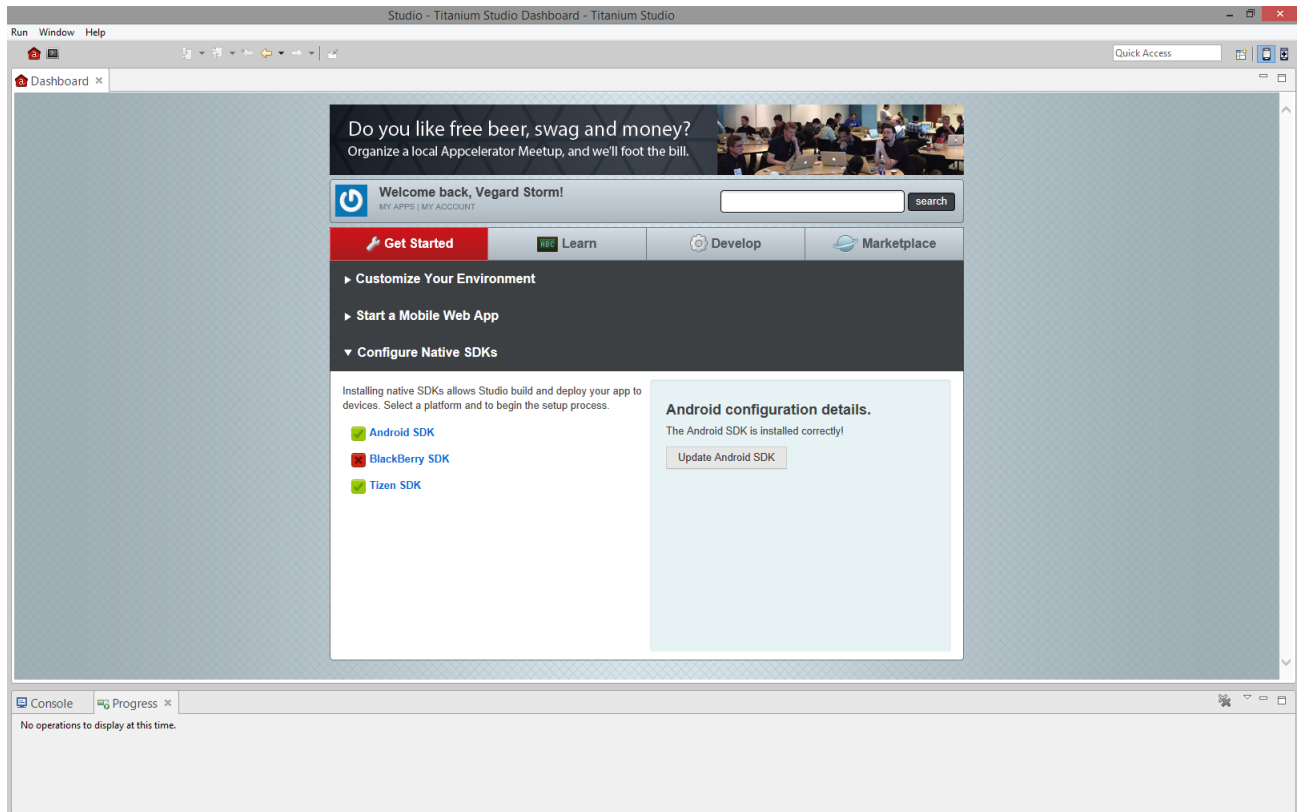 Studio - Titanium Studio Dashboard - Titanium Studio
Run Window Help
Quick Access
Dashboard
Do you like free beer, swag and money?
Organize a local Appcelerator Meetup, and we'll foot the bill.
Welcome back, Vegard Storm!
MY APPS | MY ACCOUNT
search
Get Started
ABC Learn
Develop
Marketplace
Customize Your Environment
Start a Mobile Web App
Configure Native SDKs
Installing native SDKs allows Studio build and deploy your app to
devices. Select a platform and to begin the setup process.
Android SDK
BlackBerry SDK
Tizen SDK
Android configuration details.
The Android SDK is installed correctly!
Update Android SDK
Console
Progress
No operations to display at this time.